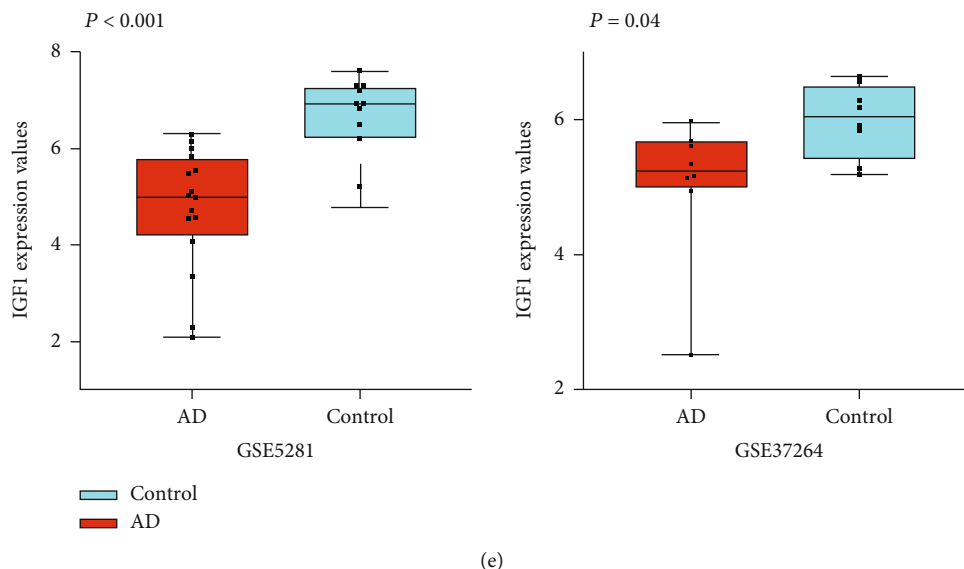 P < 0.001
IGF1 expression values
8
6
4
2
AD
Control
GSE5281
P = 0.04
IGF1 expression values
6
4
2
AD
Control
GSE37264
Control
AD
(e)